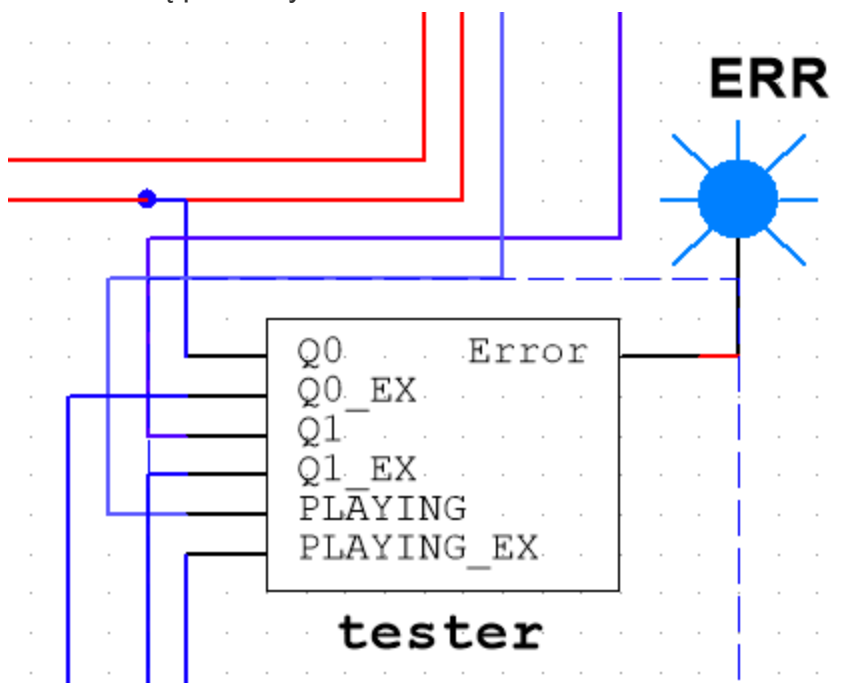 ERR
Q0 Error
Q0_EX
Q1
Q1_EX
PLAYING
PLAYING_EX
tester